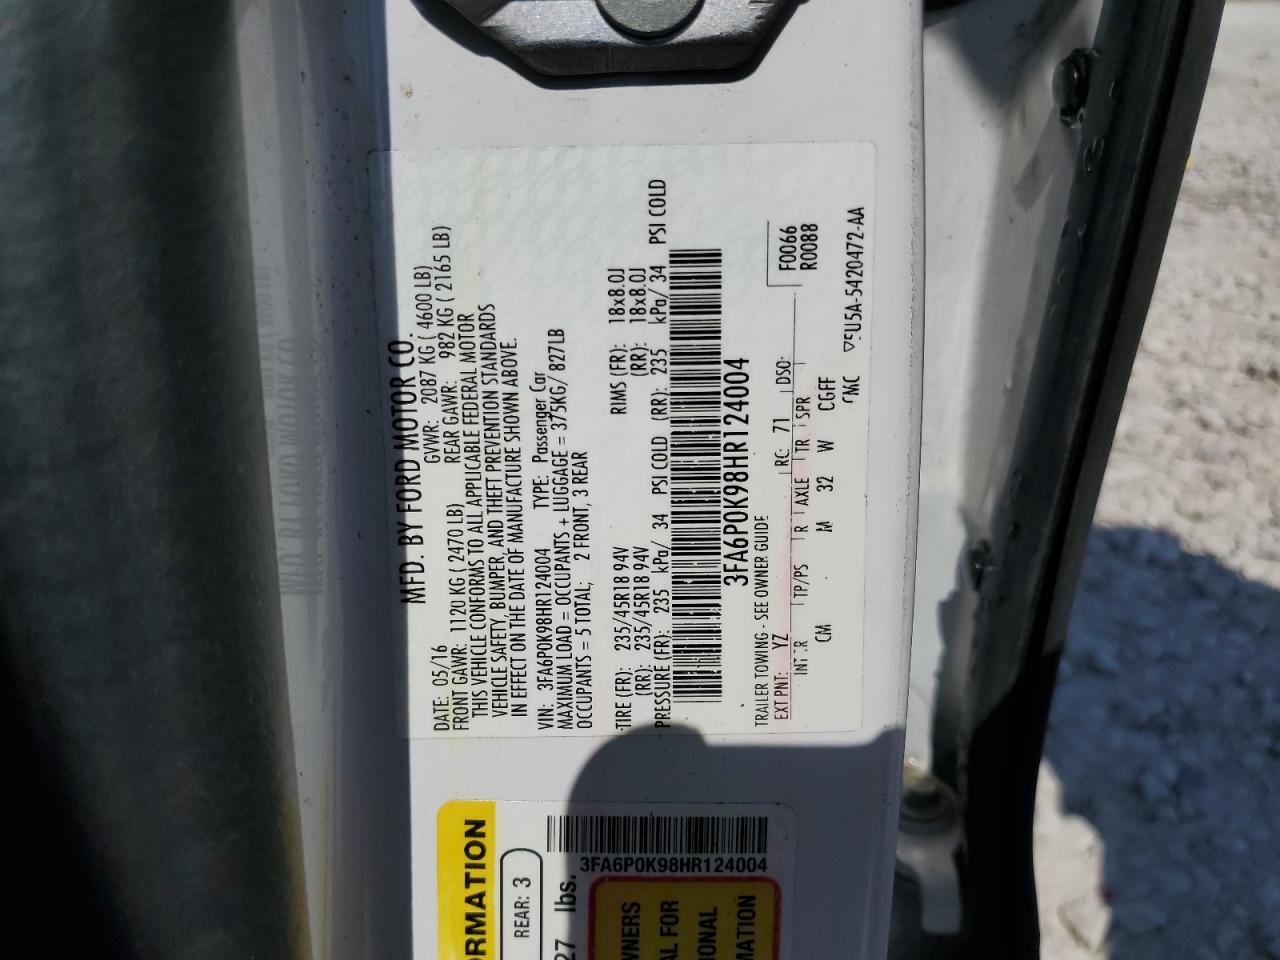 MFD. BY FORD MOTOR CO.
DATE: 05/16 GVWR: 2087 KG ( 4600 LB)
FRONT GAWR: 1120 KG ( 2470 LB) REAR GAWR: 982 KG ( 2165 LB)
THIS VEHICLE CONFORMS TO ALL APPLICABLE FEDERAL MOTOR
VEHICLE SAFETY, BUMPER, AND THEFT PREVENTION STANDARDS
IN EFFECT ON THE DATE OF MANUFACTURE SHOWN ABOVE.
VIN: 3FA6P0K98HR124004 TYPE: Passenger Car
MAXIMUM LOAD = OCCUPANTS + LUGGAGE = 375KG/ 827LB
OCCUPANTS = 5 TOTAL; 2 FRONT, 3 REAR
TIRE (FR): 235/45R18 94V RIMS (FR): 18x8.0J
(RR): 235/45R18 94V (RR): 18x8.0J
PRESSURE (FR): 235 kPa/ 34 PSI COLD (RR): 235 kPa/ 34 PSI COLD
3FA6P0K98HR124004
TRAILER TOWING - SEE OWNER GUIDE F0066
EXT PNT: YZ RC: 71 DSO: R0088
TP/PS R AXLE TR SPR
CM M 32 W CGFF
5U5A-5420472-AA
3FA6P0K98HR124004
REAR: 3